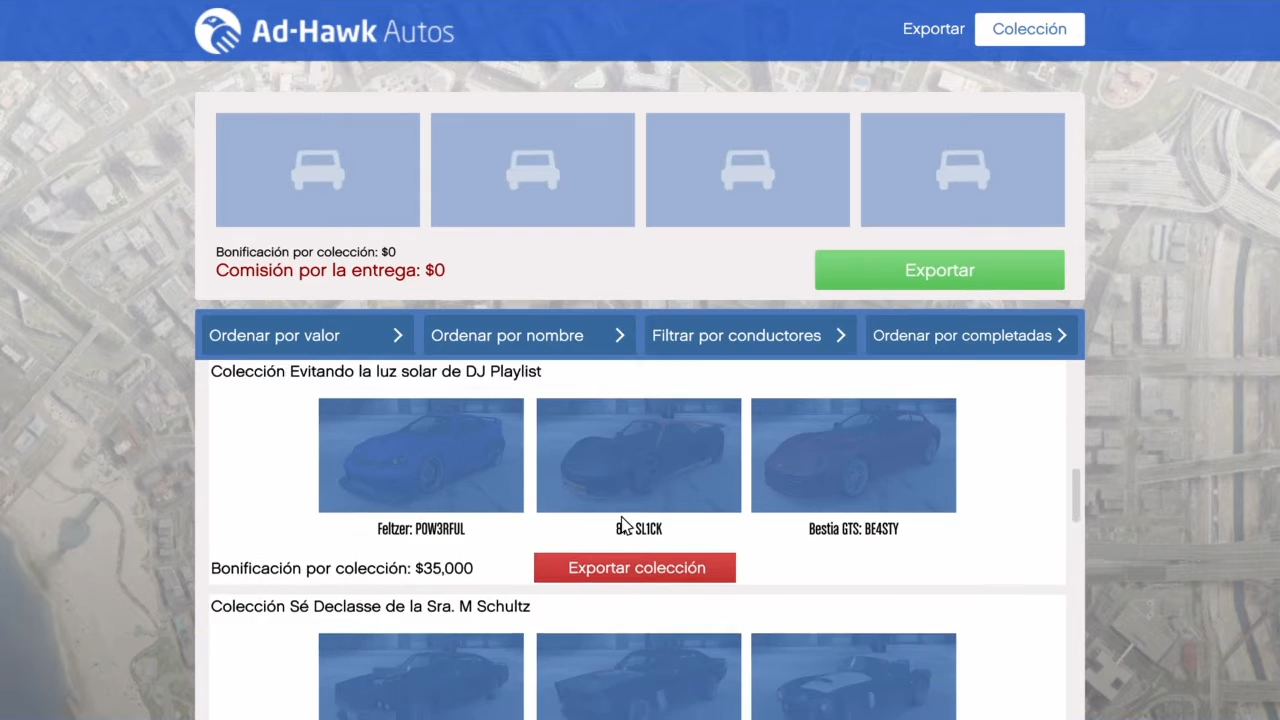 Ad-Hawk Autos
Exportar
Colección
Bonificación por colección: $0
Comisión por la entrega: $0
Exportar
Ordenar por valor
Ordenar por nombre
Filtrar por conductores
Ordenar por completadas
Colección Evitando la luz solar de DJ Playlist
Feltzer: P0W3RFUL
SL1CK
Bestia GTS: BE4STY
Bonificación por colección: $35,000
Exportar colección
Colección Sé Declasse de la Sra. M Schultz